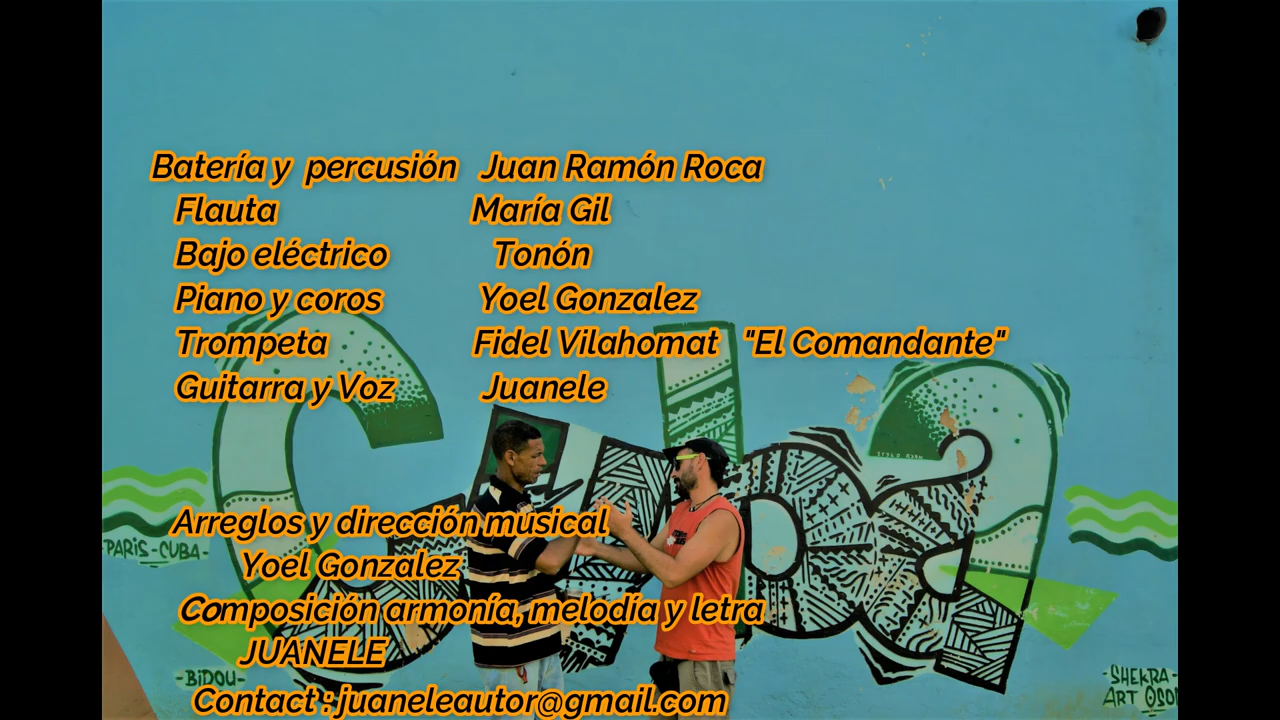 Batería y percusión Juan Ramón Roca
Flauta María Gil
Bajo eléctrico Tonón
Piano y coros Yoel Gonzalez
Trompeta Fidel Vilahomat "El Comandante"
Guitarra y Voz Juanele
Arreglos y dirección musical
Yoel Gonzalez
Composición armonía, melodía y letra
JUANELE
Contact : juaneleautor@gmail.com
Cuba
-PARiS-CUBA-
-BiDOU-
-SHEKRA-
ART